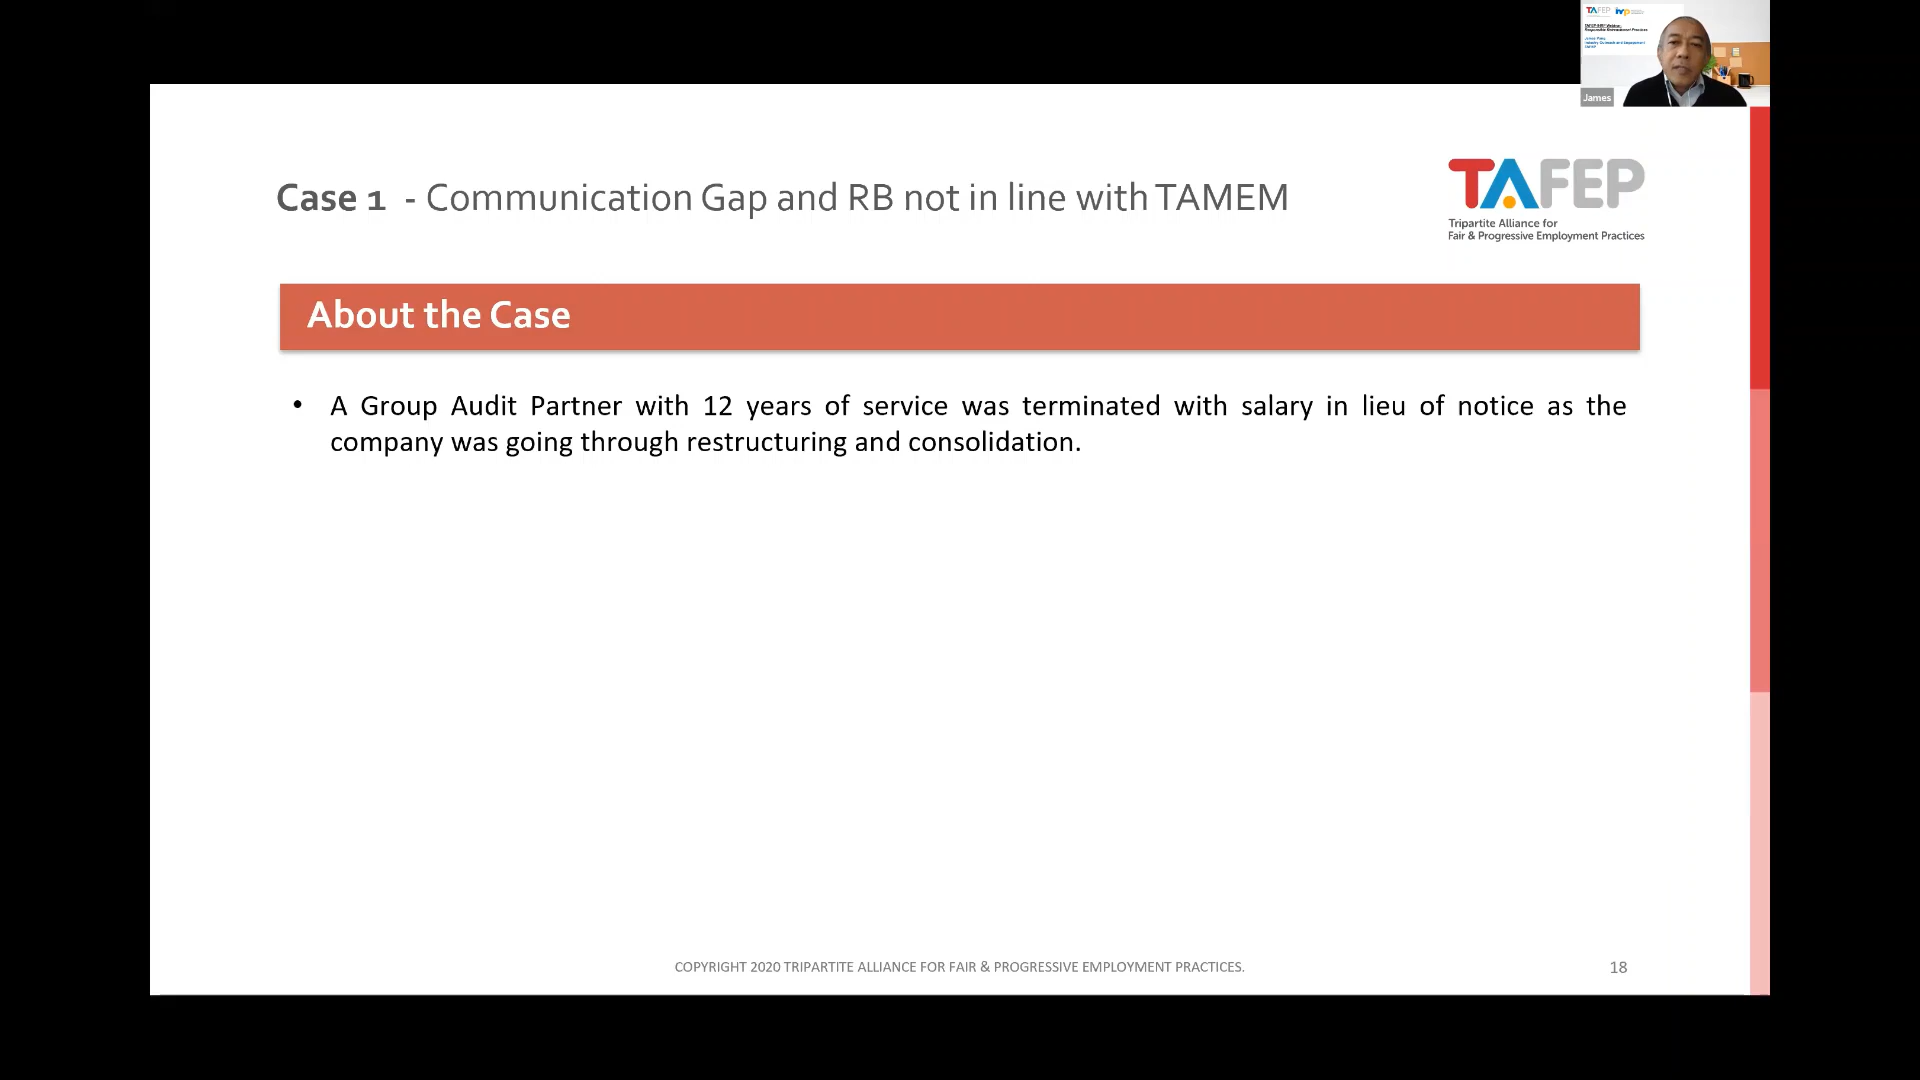 TAFEP
James
Case 1 - Communication Gap and RB not in line with TAMEM
TAFEP
Tripartite Alliance for
Fair & Progressive Employment Practices
About the Case
• A Group Audit Partner with 12 years of service was terminated with salary in lieu of notice as the
company was going through restructuring and consolidation.
COPYRIGHT 2020 TRIPARTITE ALLIANCE FOR FAIR & PROGRESSIVE EMPLOYMENT PRACTICES.
18